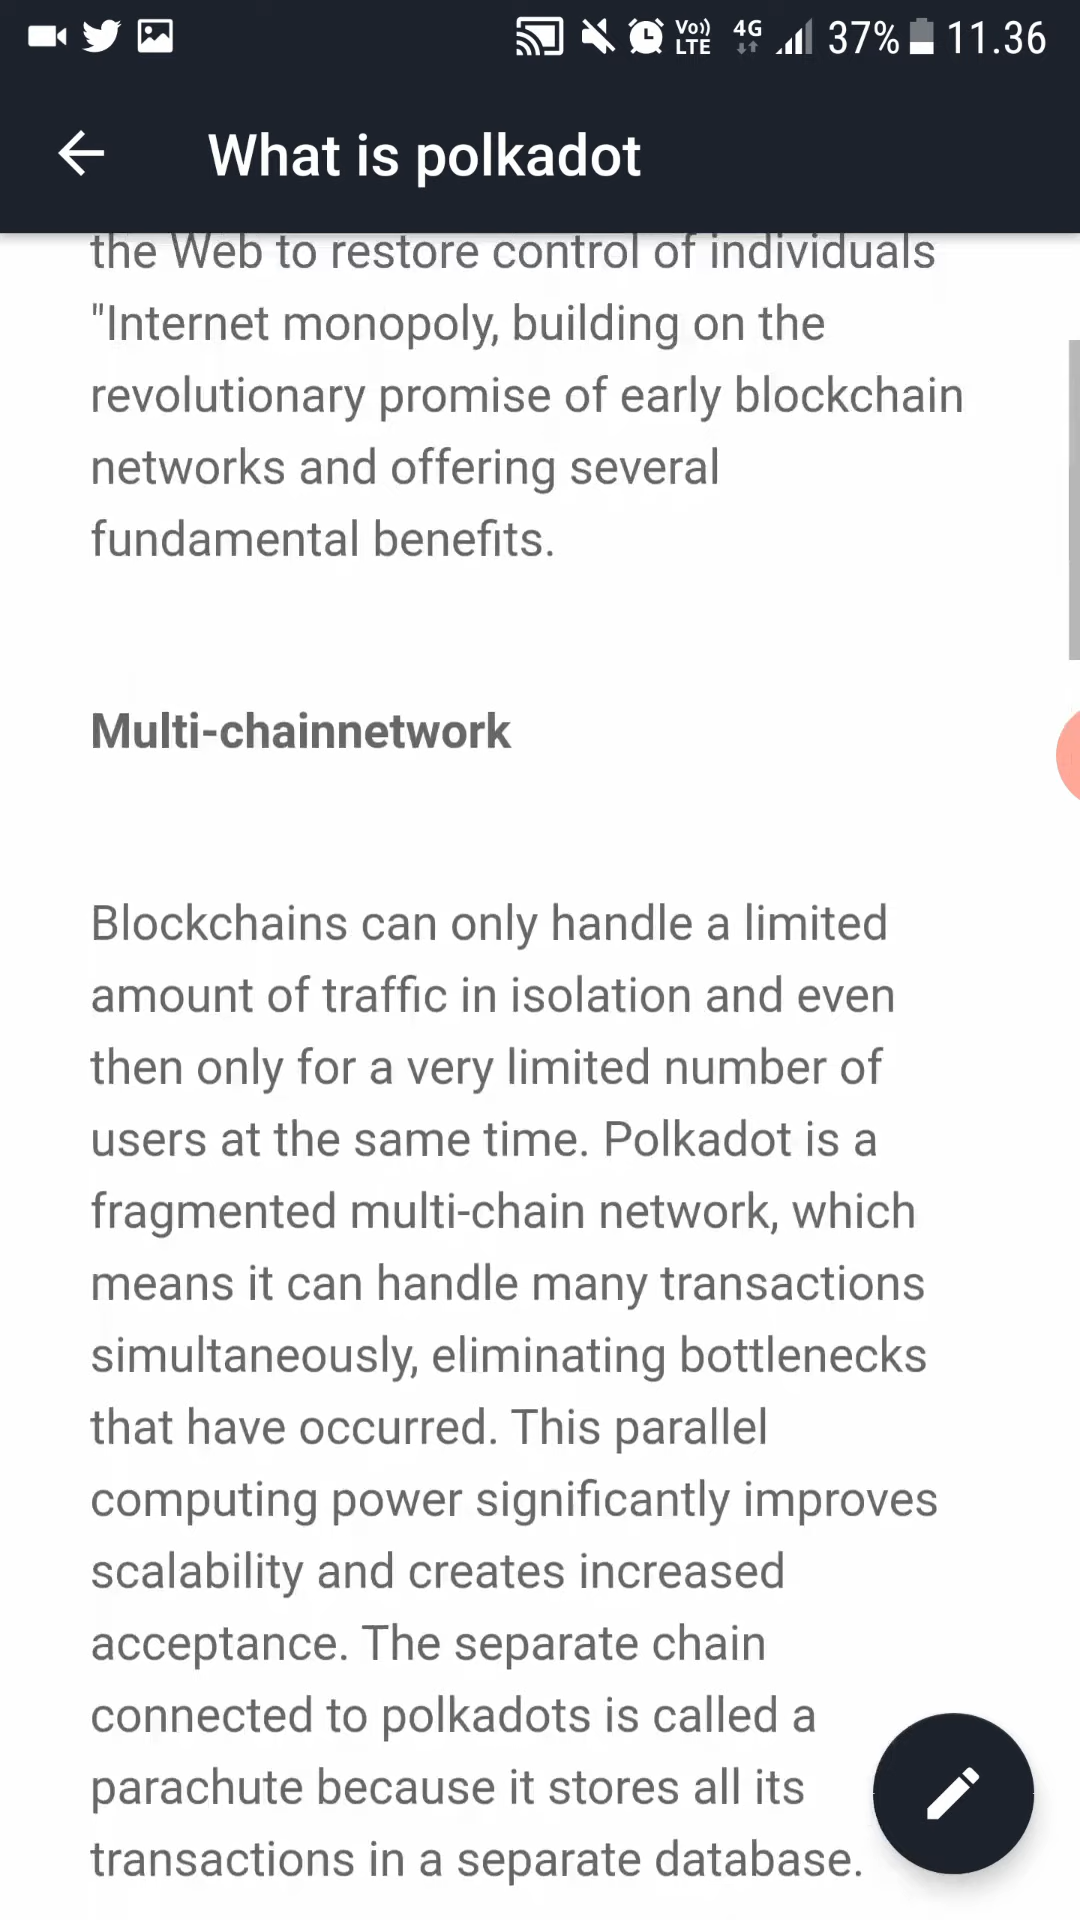 Vo)) LTE 4G 37% 11.36
What is polkadot
the Web to restore control of individuals
"Internet monopoly, building on the
revolutionary promise of early blockchain
networks and offering several
fundamental benefits.
Multi-chainnetwork
Blockchains can only handle a limited
amount of traffic in isolation and even
then only for a very limited number of
users at the same time. Polkadot is a
fragmented multi-chain network, which
means it can handle many transactions
simultaneously, eliminating bottlenecks
that have occurred. This parallel
computing power significantly improves
scalability and creates increased
acceptance. The separate chain
connected to polkadots is called a
parachute because it stores all its
transactions in a separate database.